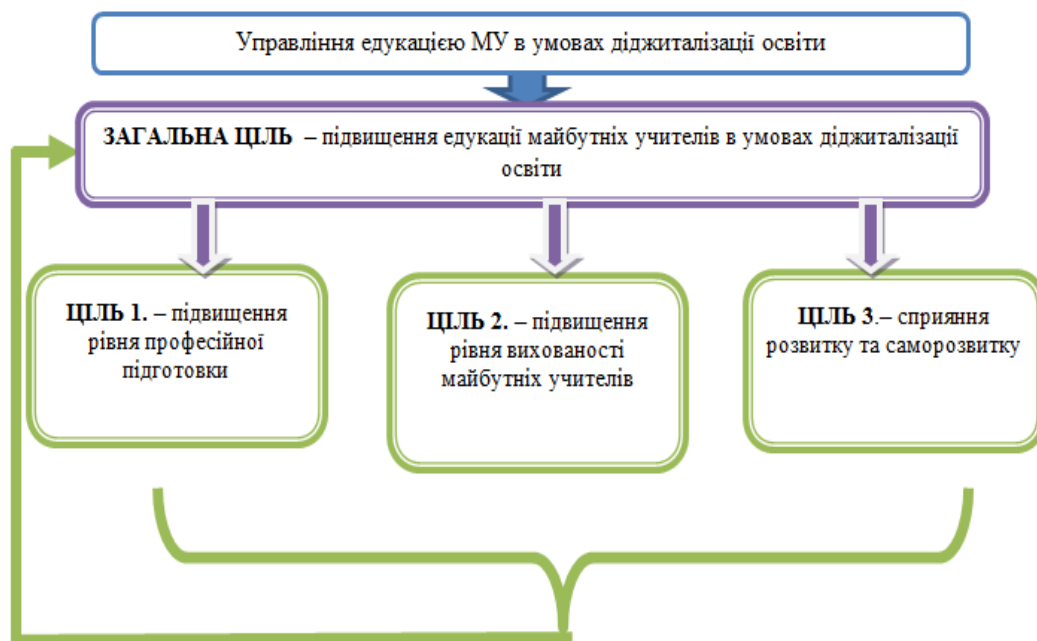 Управління едукацією МУ в умовах діджиталізації освіти
ЗАГАЛЬНА ЦІЛЬ – підвищення едукації майбутніх учителів в умовах діджиталізації
освіти
ЦІЛЬ 1. – підвищення
рівня професійної
підготовки
ЦІЛЬ 2. – підвищення
рівня вихованості
майбутніх учителів
ЦІЛЬ 3.– сприяння
розвитку та саморозвитку